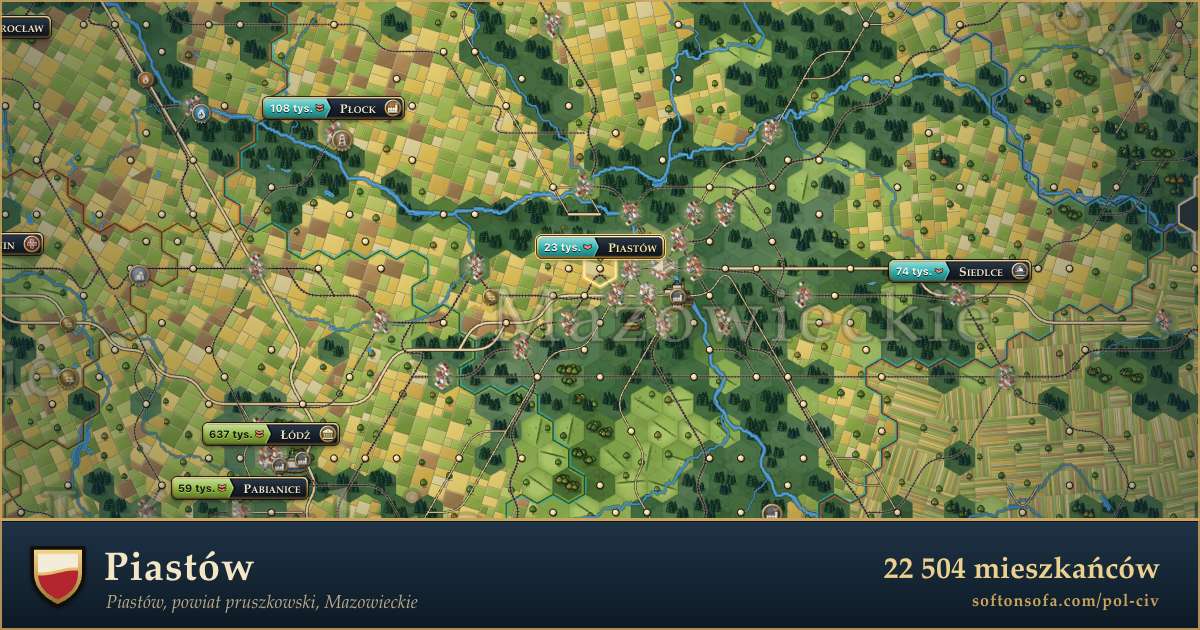 ROCŁAW
108 tys. PŁOCK
IN
23 tys. PIASTÓW
74 tys. SIEDLCE
Mazowieckie
ie
637 tys. ŁÓDŹ
59 tys. PABIANICE
Piastów
22 504 mieszkańców
Piastów, powiat pruszkowski, Mazowieckie
softonsofa.com/pol-civ